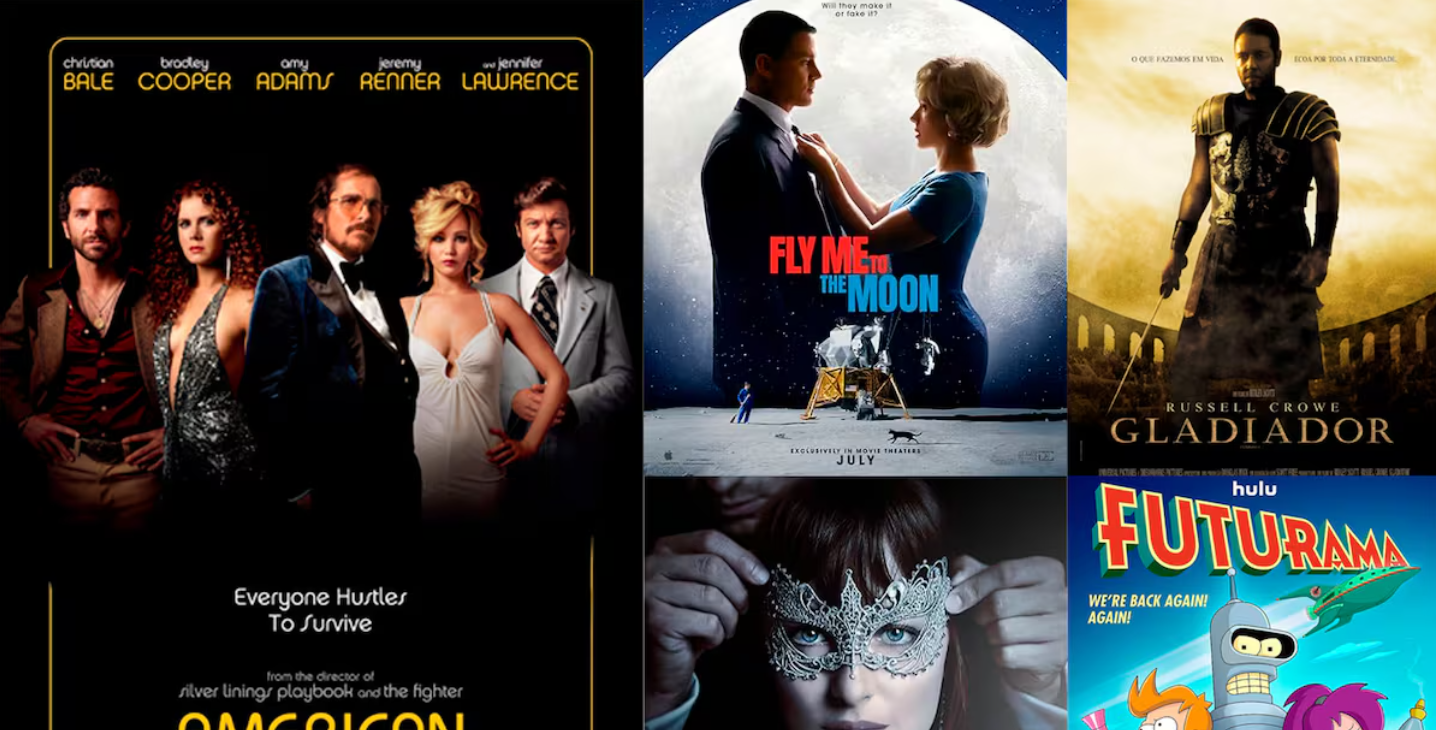 christian bradley amy jeremy and jennifer
BALE COOPER ADAMS RENNER LAWRENCE
Everyone Hustles
To Survive
from the director of
silver linings playbook and the fighter
AMERICAN
Will they make it
or fake it?
FLY ME TO
THE MOON
EXCLUSIVELY IN MOVIE THEATERS
JULY
O QUE FAZEMOS EM VIDA ECOA POR TODA A ETERNIDADE.
RUSSELL CROWE
GLADIADOR
hulu
FUTURAMA
WE'RE BACK AGAIN!
AGAIN!